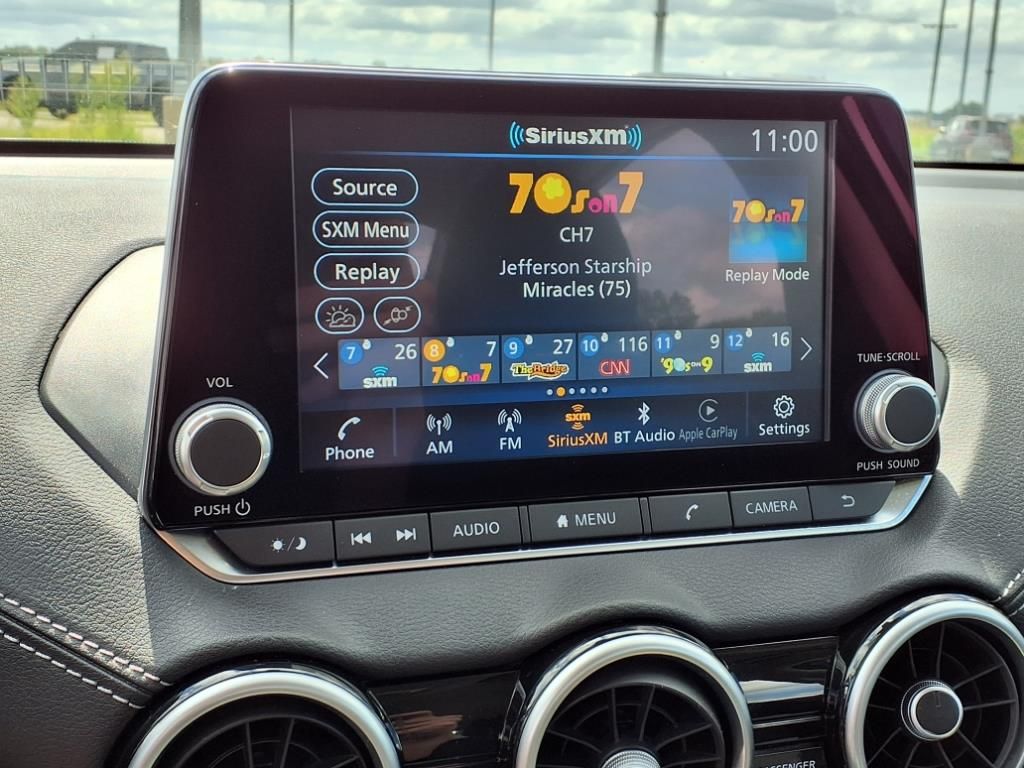 SiriusXM
11:00
Source
SXM Menu
Replay
70s on 7
CH7
Jefferson Starship
Miracles (75)
70s on 7
Replay Mode
7 26 sxm
8 7 70s on 7
9 27 The Bridge
10 116 CNN
11 9 '90s ON 9
12 16 sxm
Phone
AM
FM
sxm
SiriusXM
BT Audio
Apple CarPlay
Settings
VOL
PUSH
TUNE·SCROLL
PUSH SOUND
AUDIO
MENU
CAMERA
PASSENGER